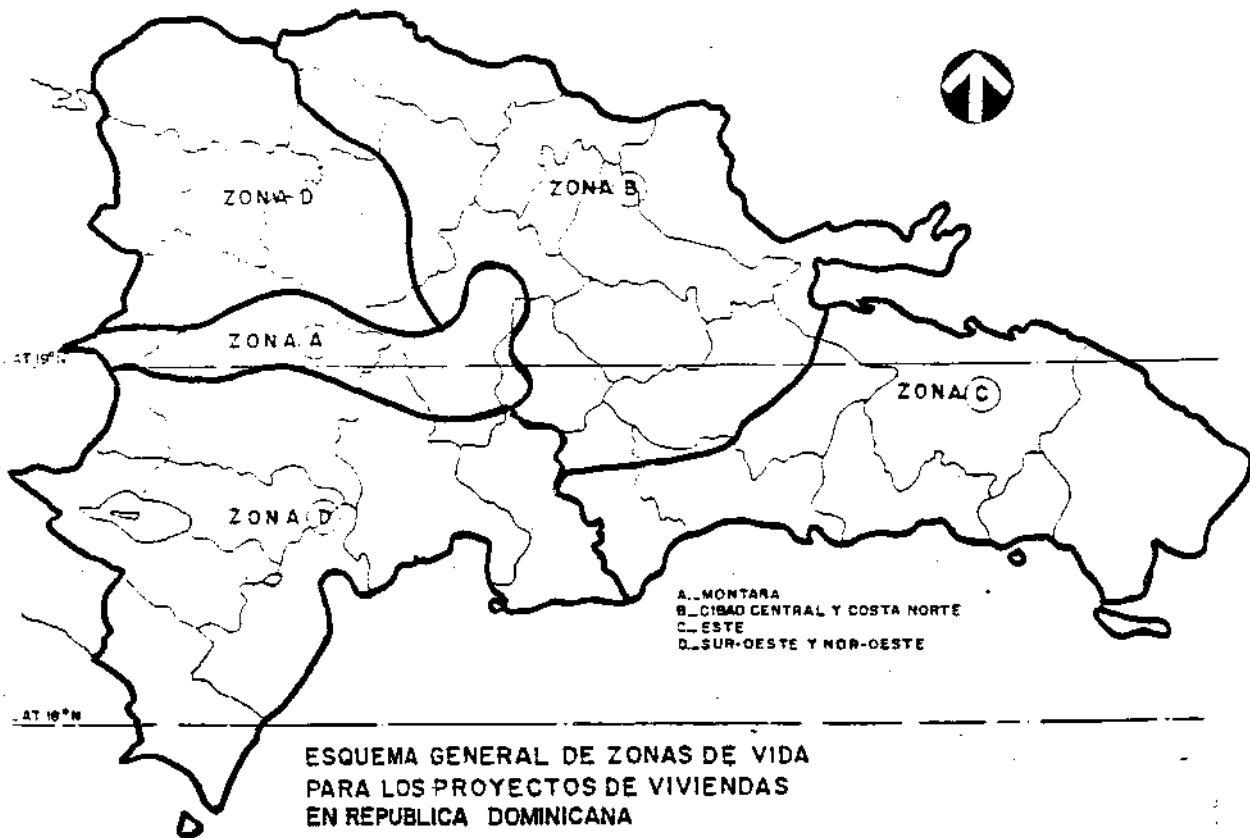 ZONA D
ZONA B
ZONA A
LAT 19°N
ZONA C
ZONA D
A._MONTAÑA
B_CIBAO CENTRAL Y COSTA NORTE
C_ESTE
D_SUR-OESTE Y NOR-OESTE
LAT 18°N
ESQUEMA GENERAL DE ZONAS DE VIDA
PARA LOS PROYECTOS DE VIVIENDAS
EN REPUBLICA DOMINICANA